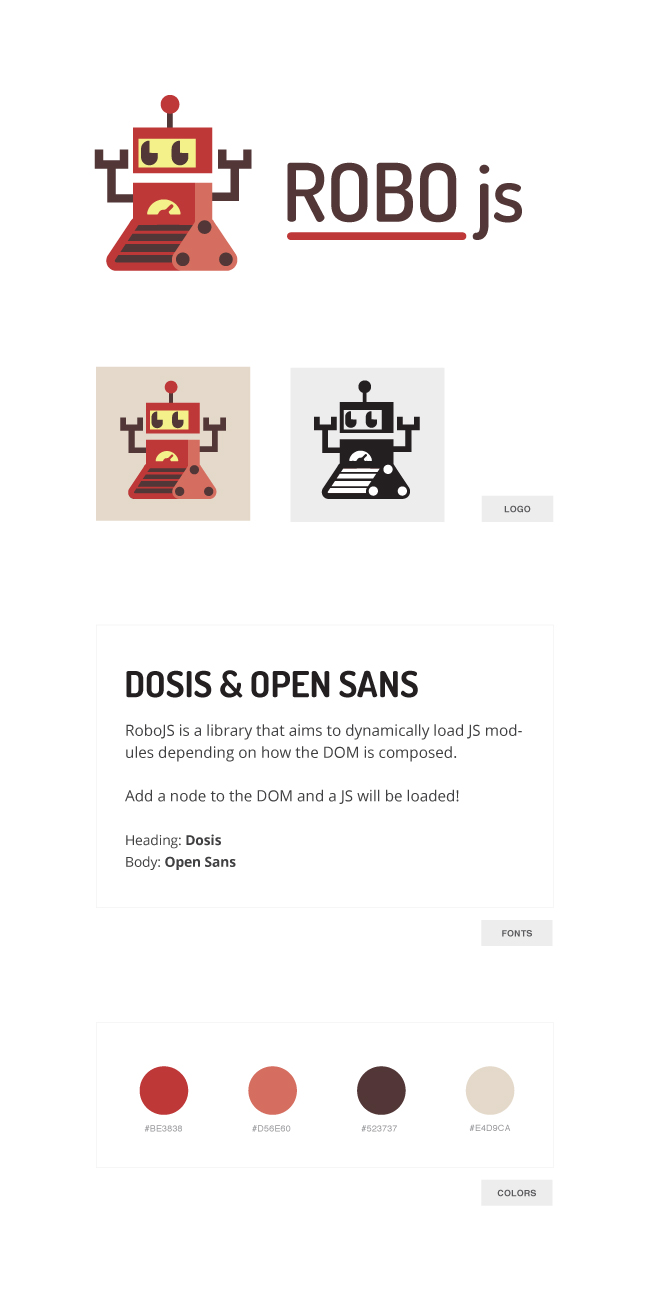 ROBO js
LOGO
DOSIS & OPEN SANS
RoboJS is a library that aims to dynamically load JS mod-
ules depending on how the DOM is composed.
Add a node to the DOM and a JS will be loaded!
Heading: Dosis
Body: Open Sans
FONTS
#BE3838
#D56E60
#523737
#E4D9CA
COLORS